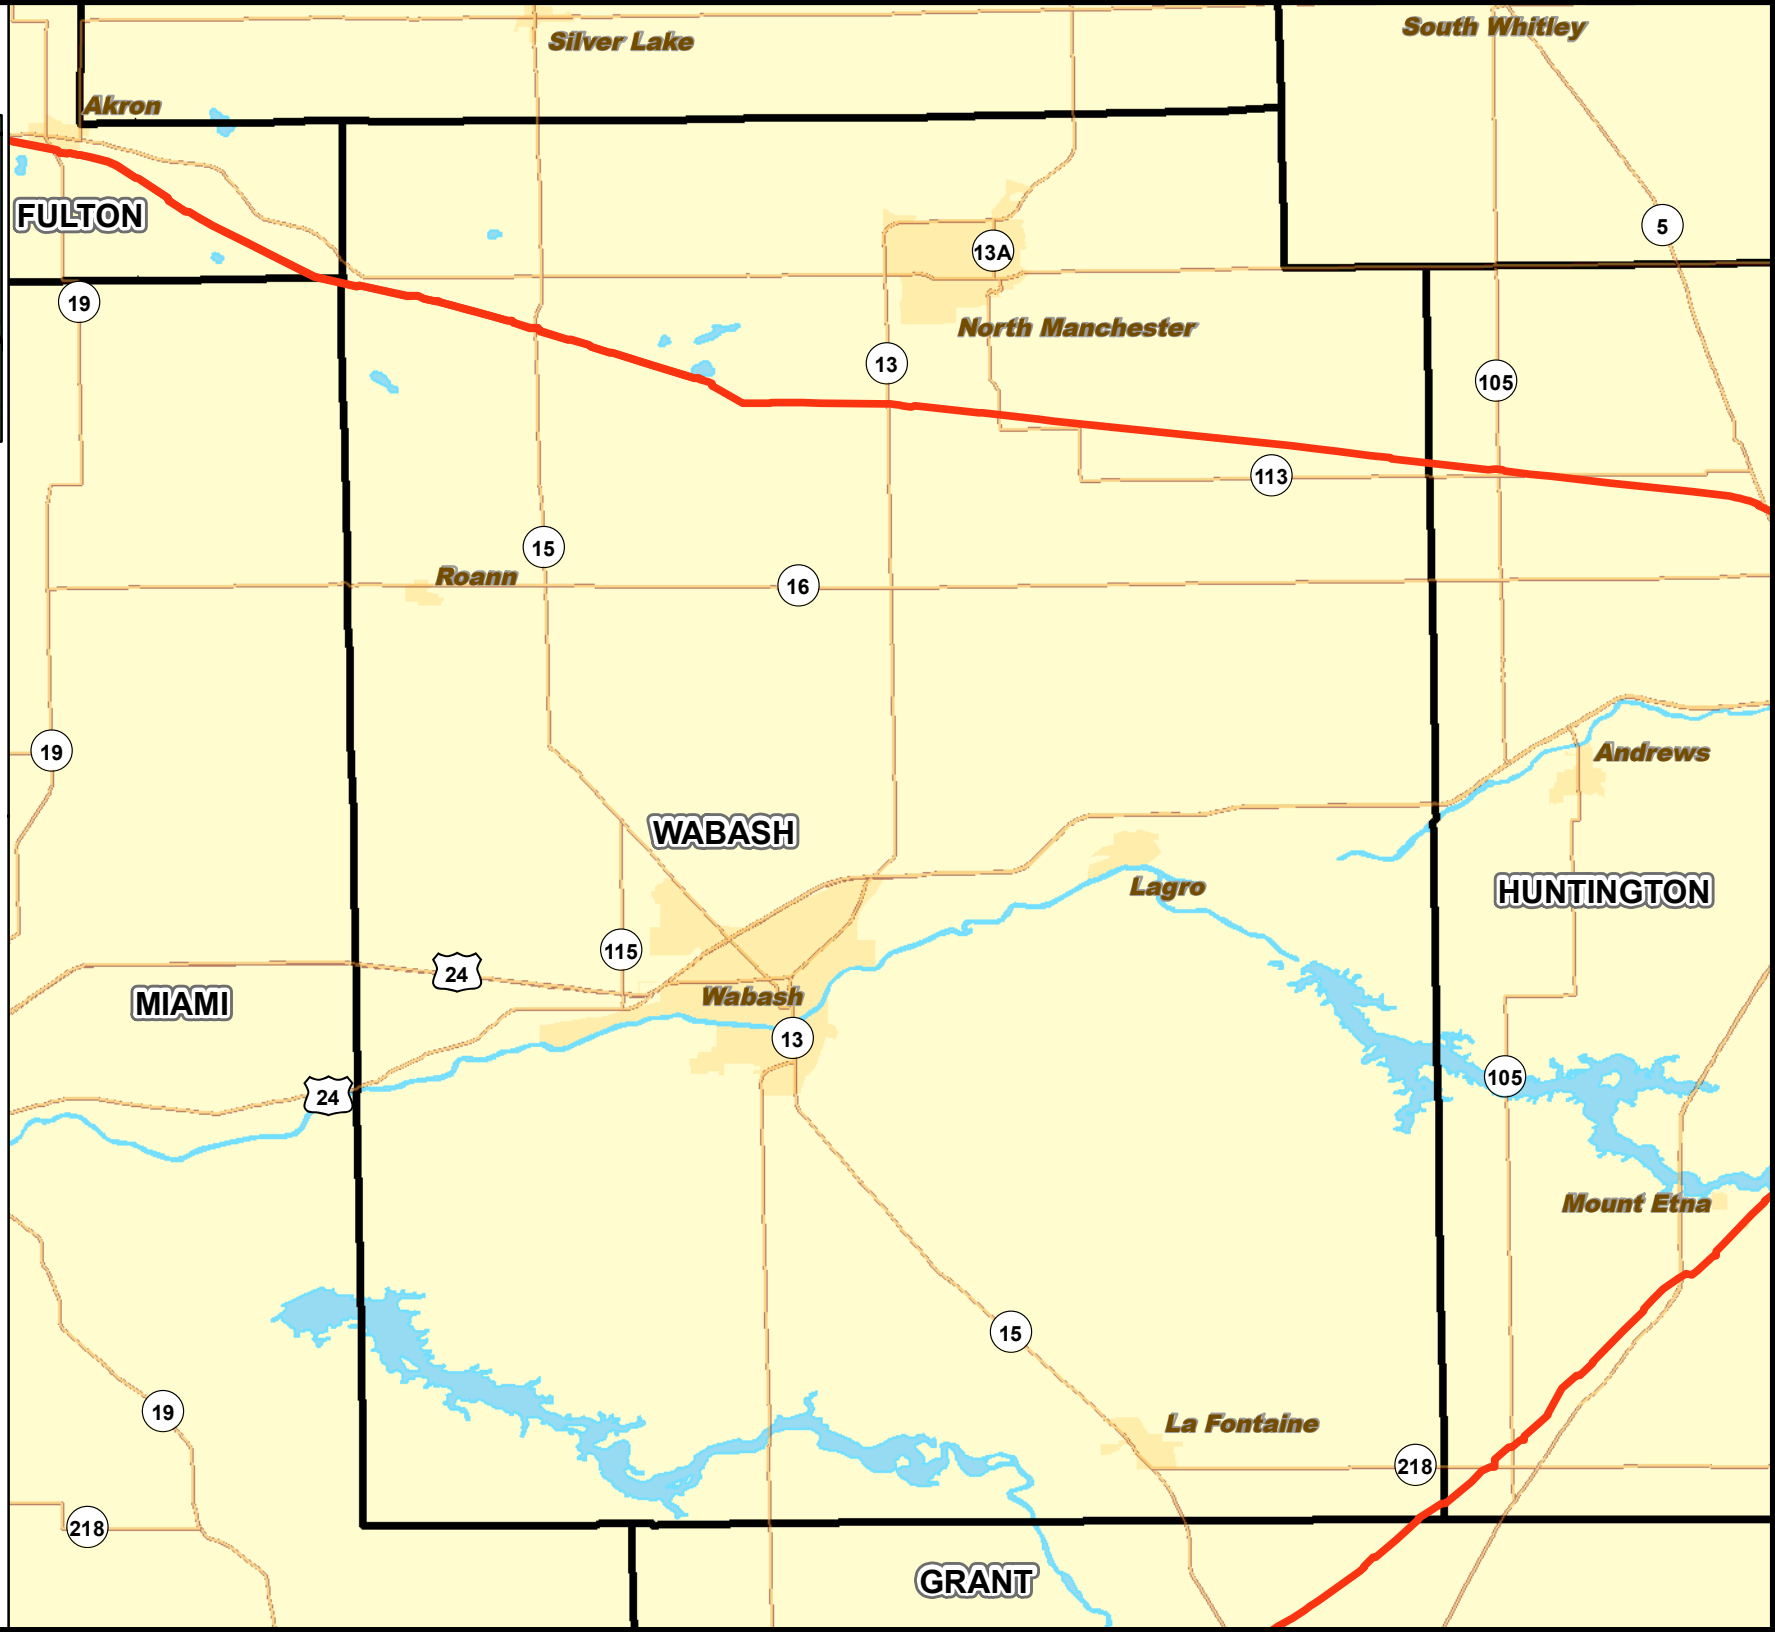 South Whitley
Silver Lake
Akron
FULTON
5
13A
19
North Manchester
13
105
113
15
Roann
16
19
Andrews
WABASH
Lagro
HUNTINGTON
115
24
Wabash
MIAMI
13
105
24
Mount Etna
15
19
La Fontaine
218
218
GRANT